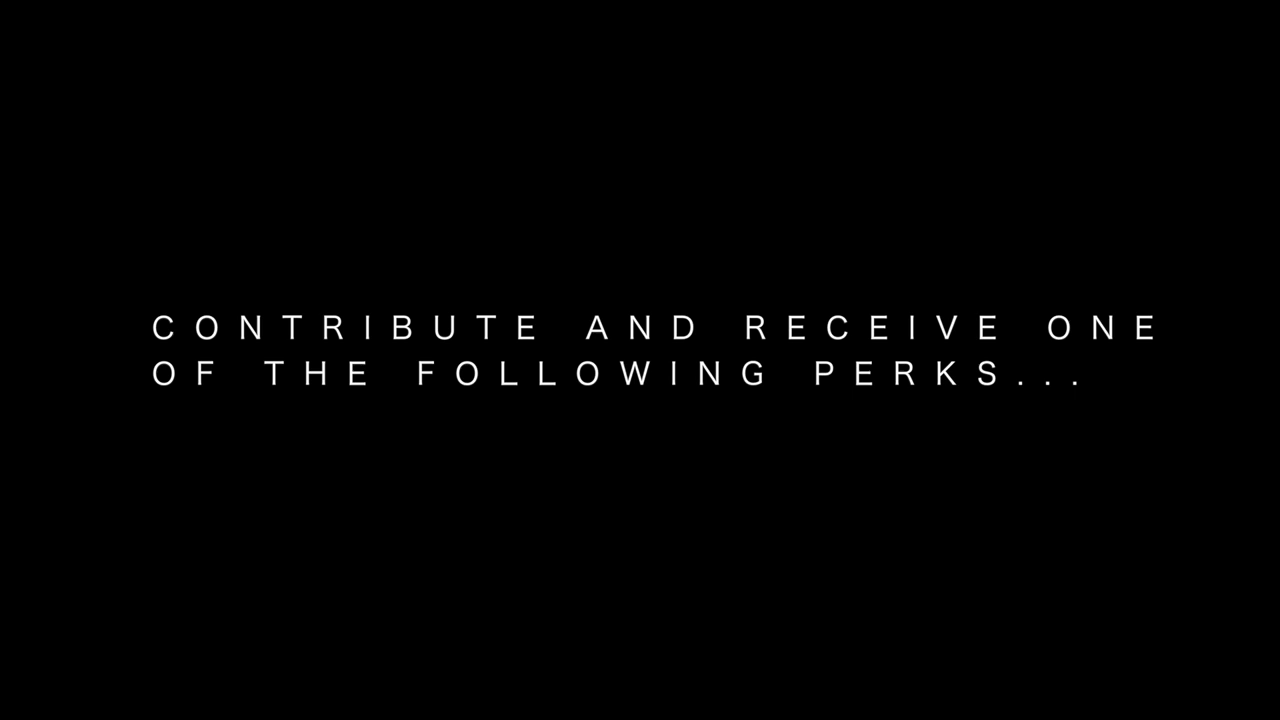 CONTRIBUTE AND RECEIVE ONE
OF THE FOLLOWING PERKS...